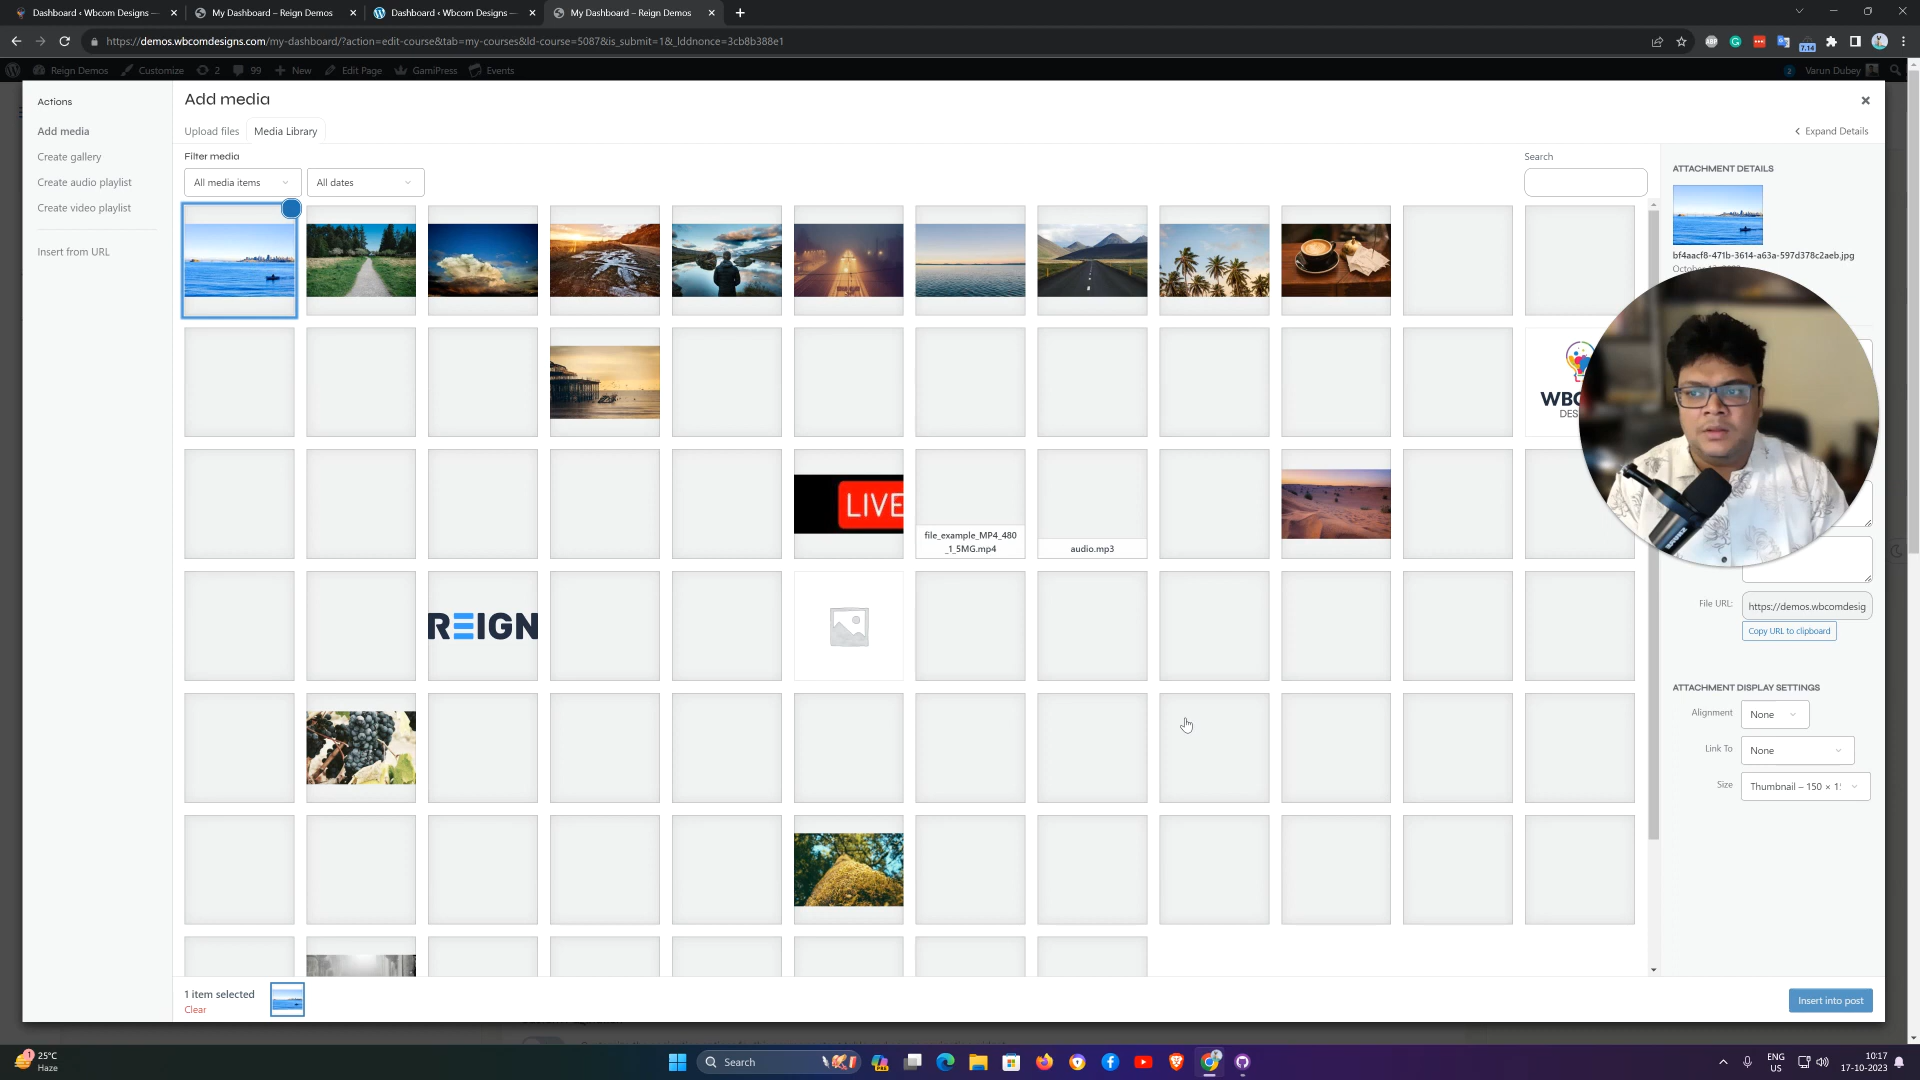 Dashboard ‹ Wbcom Designs —
My Dashboard – Reign Demos
Dashboard ‹ Wbcom Designs —
My Dashboard – Reign Demos
https://demos.wbcomdesigns.com/my-dashboard/?action=edit-course&tab=my-courses&ld-course=5087&is_submit=1&_lddnonce=3cb8b388e1
7.14
Reign Demos
Customize
2
99
New
Edit Page
GamiPress
Events
2
Varun Dubey
Actions
Add media
Create gallery
Create audio playlist
Create video playlist
Insert from URL
Add media
Upload files
Media Library
Expand Details
Filter media
All media items
All dates
Search
ATTACHMENT DETAILS
bf4aacf8-471b-3614-a63a-597d378c2aeb.jpg
LIVE
file_example_MP4_480
_1_5MG.mp4
audio.mp3
REIGN
File URL:
https://demos.wbcomdesig
Copy URL to clipboard
ATTACHMENT DISPLAY SETTINGS
Alignment
None
Link To
None
Size
Thumbnail – 150 × 1
1 item selected
Clear
Insert into post
1
25°C
Haze
Search
ENG
US
10:17
17-10-2023